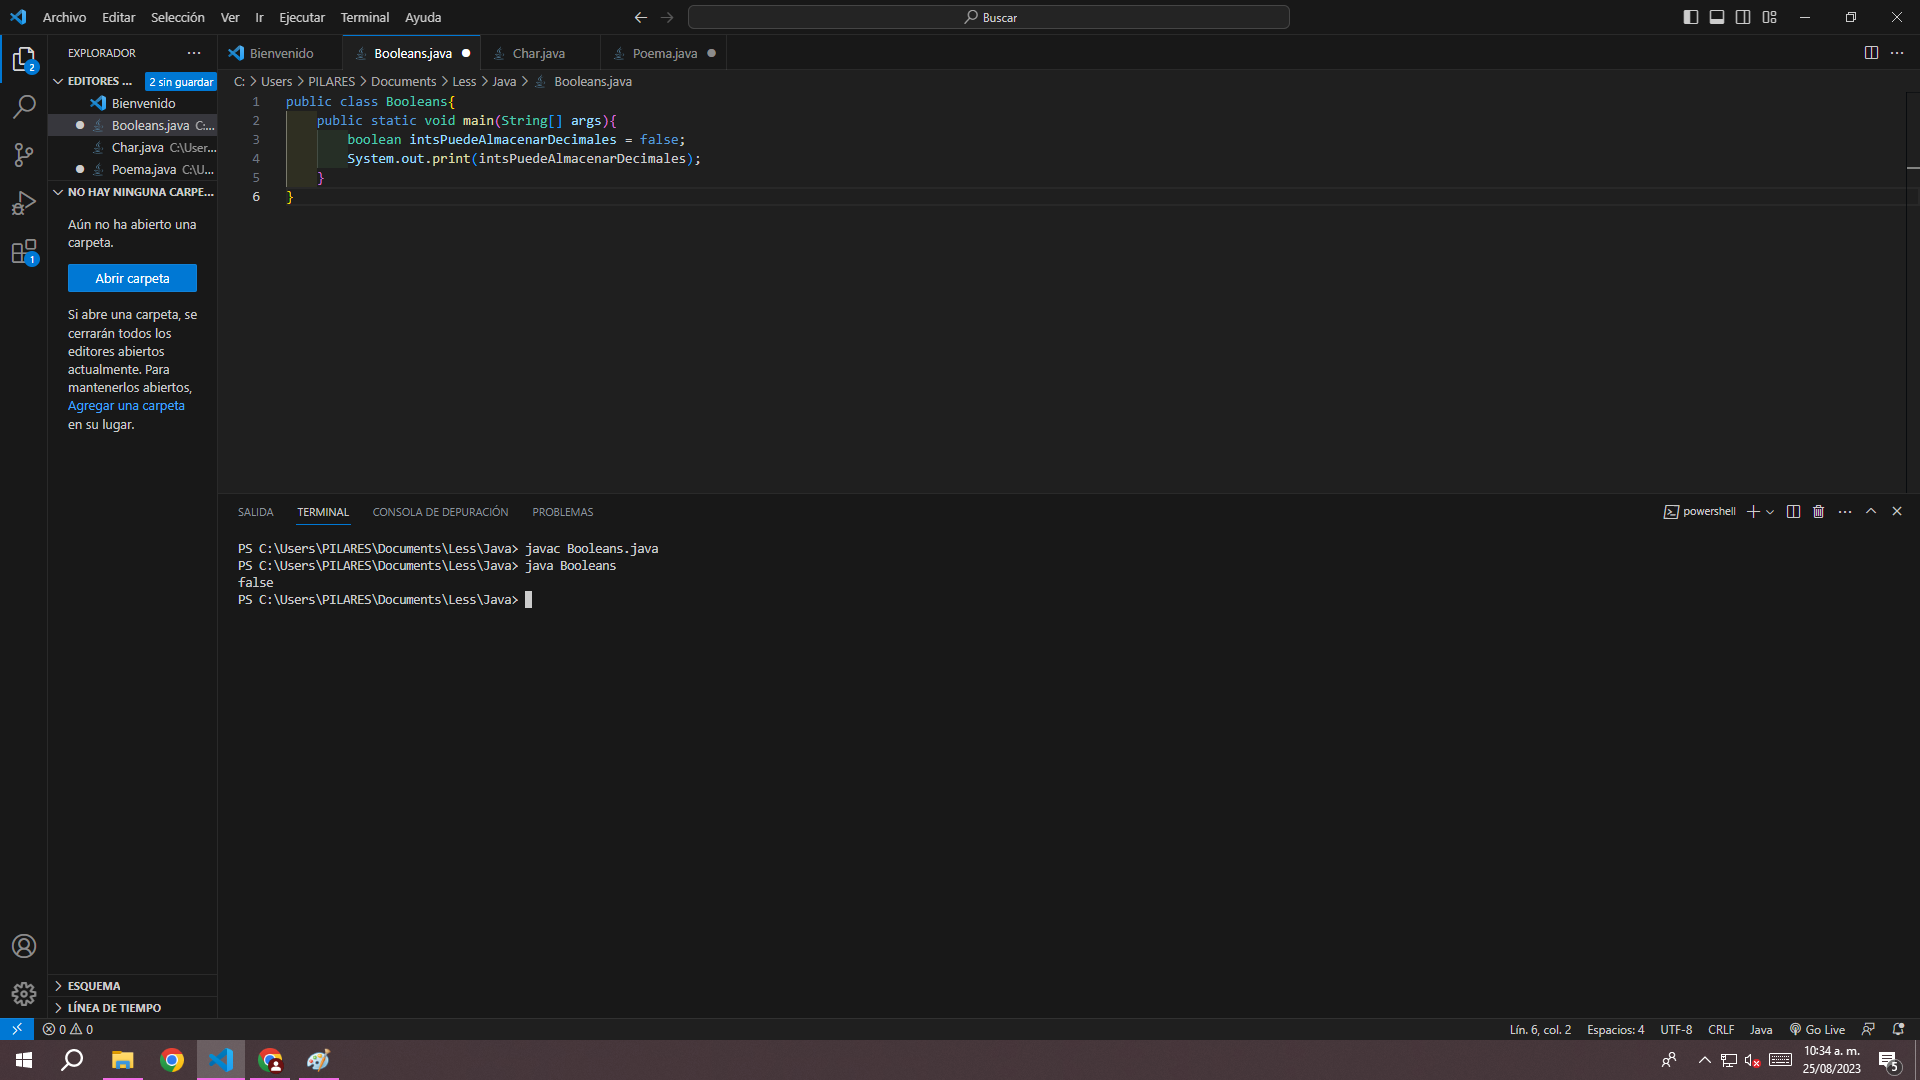 Archivo Editar Selección Ver Ir Ejecutar Terminal Ayuda
Buscar
EXPLORADOR
Bienvenido
Booleans.java
Char.java
Poema.java
EDITORES ...
2 sin guardar
C: > Users > PILARES > Documents > Less > Java > Booleans.java
Bienvenido
Booleans.java C:...
Char.java C:\User...
Poema.java C:\U...
NO HAY NINGUNA CARPE...
Aún no ha abierto una
carpeta.
Abrir carpeta
Si abre una carpeta, se
cerrarán todos los
editores abiertos
actualmente. Para
mantenerlos abiertos,
Agregar una carpeta
en su lugar.
2
1
1 public class Booleans{
2 public static void main(String[] args){
3 boolean intsPuedeAlmacenarDecimales = false;
4 System.out.print(intsPuedeAlmacenarDecimales);
5 }
6 }
SALIDA TERMINAL CONSOLA DE DEPURACIÓN PROBLEMAS
powershell
PS C:\Users\PILARES\Documents\Less\Java> javac Booleans.java
PS C:\Users\PILARES\Documents\Less\Java> java Booleans
false
PS C:\Users\PILARES\Documents\Less\Java>
ESQUEMA
LÍNEA DE TIEMPO
0 0
Lín. 6, col. 2 Espacios: 4 UTF-8 CRLF Java Go Live
10:34 a. m.
25/08/2023
5